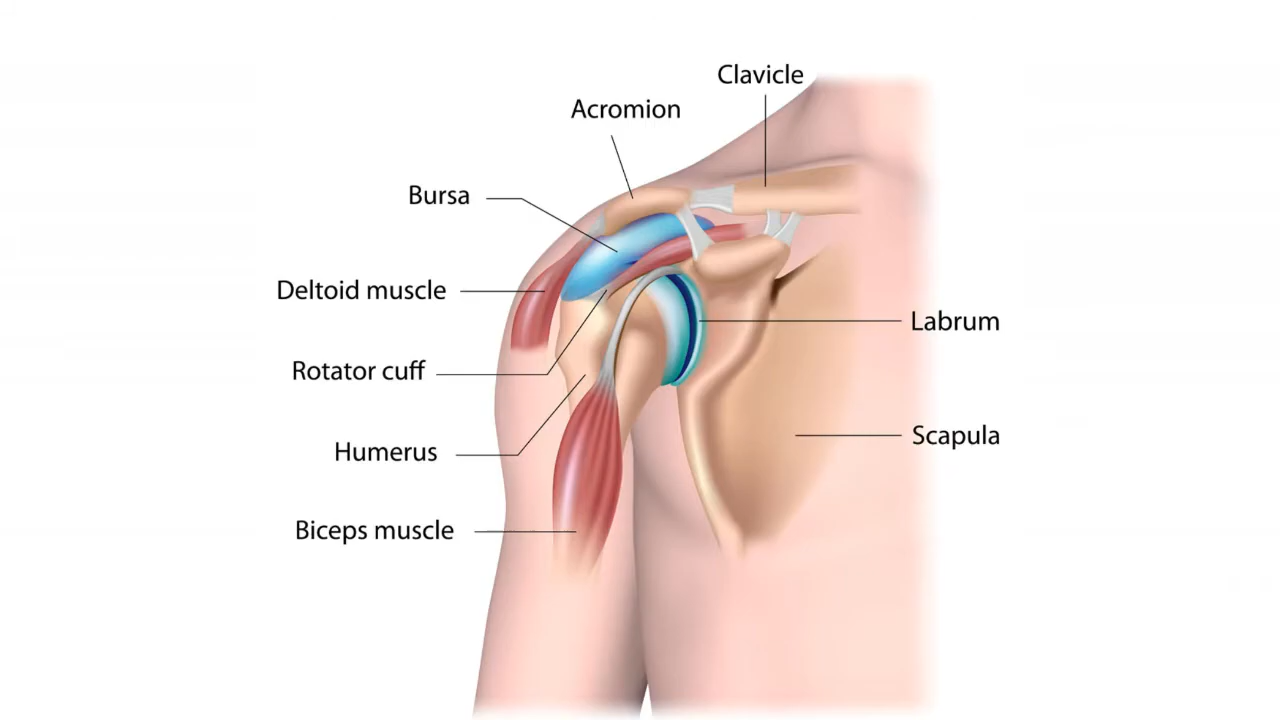 Clavicle
Acromion
Bursa
Deltoid muscle
Labrum
Rotator cuff
Scapula
Humerus
Biceps muscle